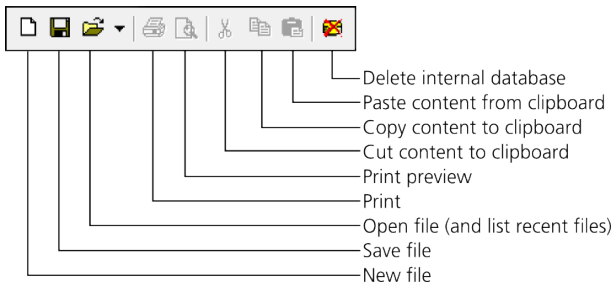 Delete internal database
Paste content from clipboard
Copy content to clipboard
Cut content to clipboard
Print preview
Print
Open file (and list recent files)
Save file
New file